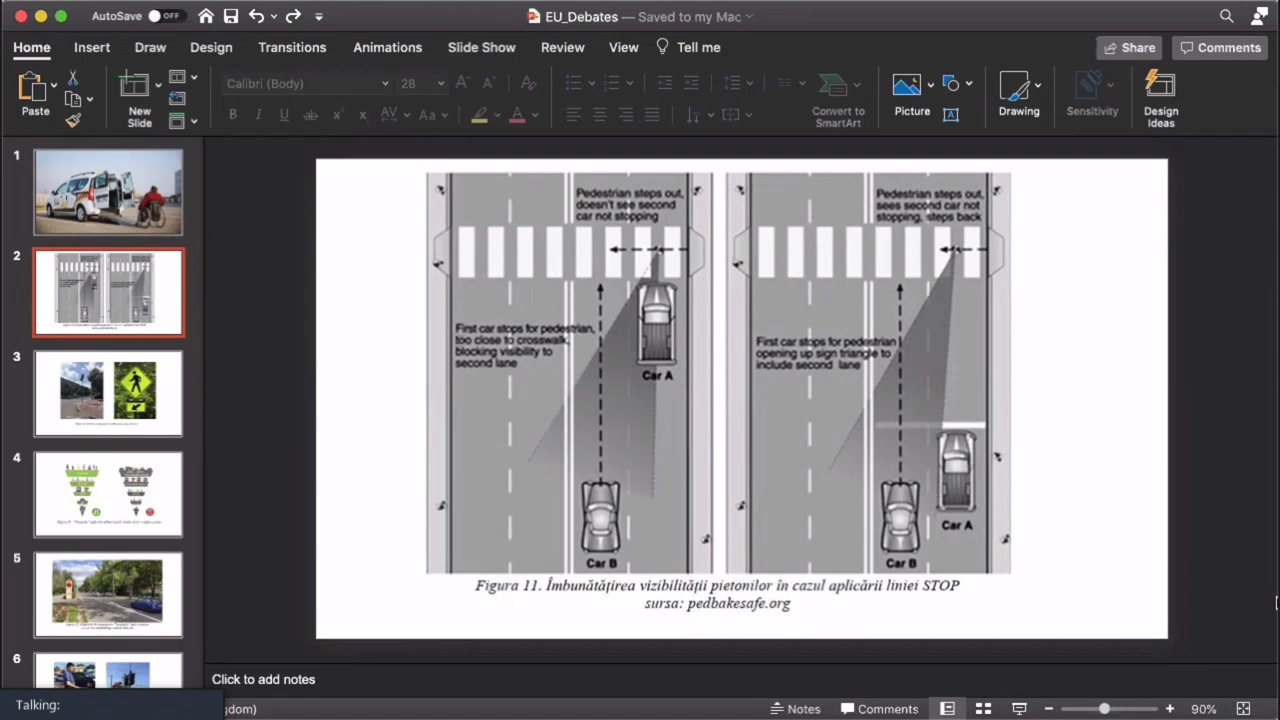 AutoSave OFF
EU_Debates — Saved to my Mac
Home Insert Draw Design Transitions Animations Slide Show Review View Tell me
Share Comments
Paste
New Slide
Calibri (Body) 28
Convert to SmartArt
Picture
Drawing
Sensitivity
Design Ideas
1
2
3
4
5
6
Pedestrian steps out,
doesn't see second
car not stopping
First car stops for pedestrian,
too close to crosswalk,
blocking visibility to
second lane
Car A
Car B
Pedestrian steps out,
sees second car not
stopping, steps back
First car stops for pedestrian
opening up sign triangle to
include second lane
Car A
Car B
Figura 11. Îmbunătățirea vizibilității pietonilor în cazul aplicării liniei STOP
sursa: pedbakesafe.org
Click to add notes
Talking:
gdom)
Notes Comments 90%